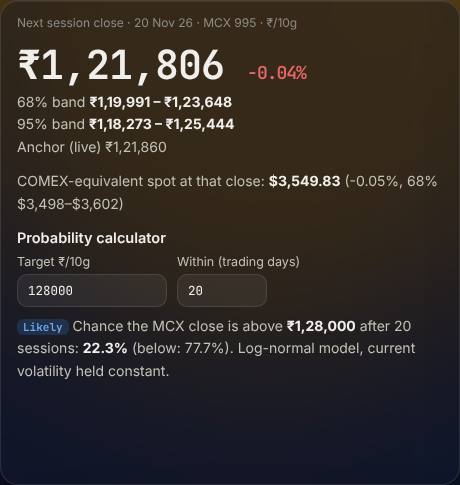 Next session close · 20 Nov 26 · MCX 995 · ₹/10g
₹1,21,806 -0.04%
68% band ₹1,19,991 – ₹1,23,648
95% band ₹1,18,273 – ₹1,25,444
Anchor (live) ₹1,21,860
COMEX-equivalent spot at that close: $3,549.83 (-0.05%, 68%
$3,498–$3,602)
Probability calculator
Target ₹/10g Within (trading days)
128000 20
Likely Chance the MCX close is above ₹1,28,000 after 20
sessions: 22.3% (below: 77.7%). Log-normal model, current
volatility held constant.